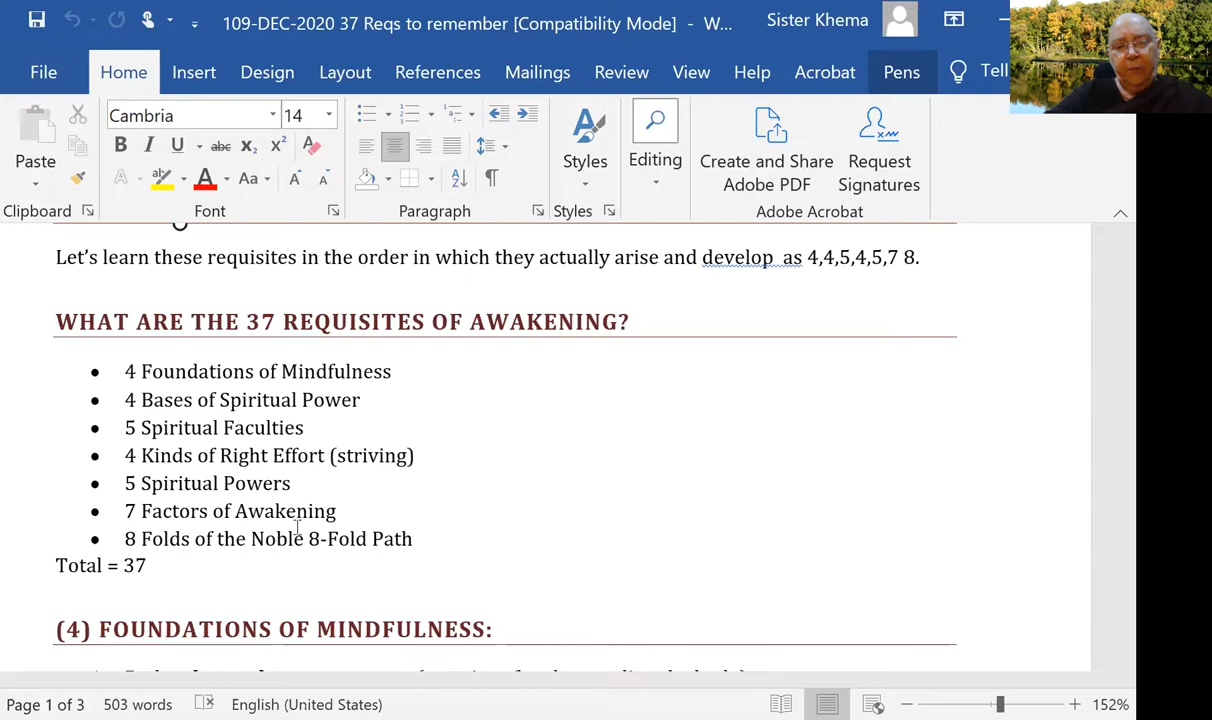 109-DEC-2020 37 Reqs to remember [Compatibility Mode] - W...
Sister Khema
File Home Insert Design Layout References Mailings Review View Help Acrobat Pens Tell
Cambria 14
Paste
B I U abc X₂ X² A
A ab A Aa A A
Styles
Editing
Create and Share Adobe PDF
Request Signatures
Clipboard Font Paragraph Styles Adobe Acrobat
Let's learn these requisites in the order in which they actually arise and develop as 4,4,5,4,5,7 8.
WHAT ARE THE 37 REQUISITES OF AWAKENING?
• 4 Foundations of Mindfulness
• 4 Bases of Spiritual Power
• 5 Spiritual Faculties
• 4 Kinds of Right Effort (striving)
• 5 Spiritual Powers
• 7 Factors of Awakening
• 8 Folds of the Noble 8-Fold Path
Total = 37
(4) FOUNDATIONS OF MINDFULNESS:
Page 1 of 3 503 words English (United States) 152%